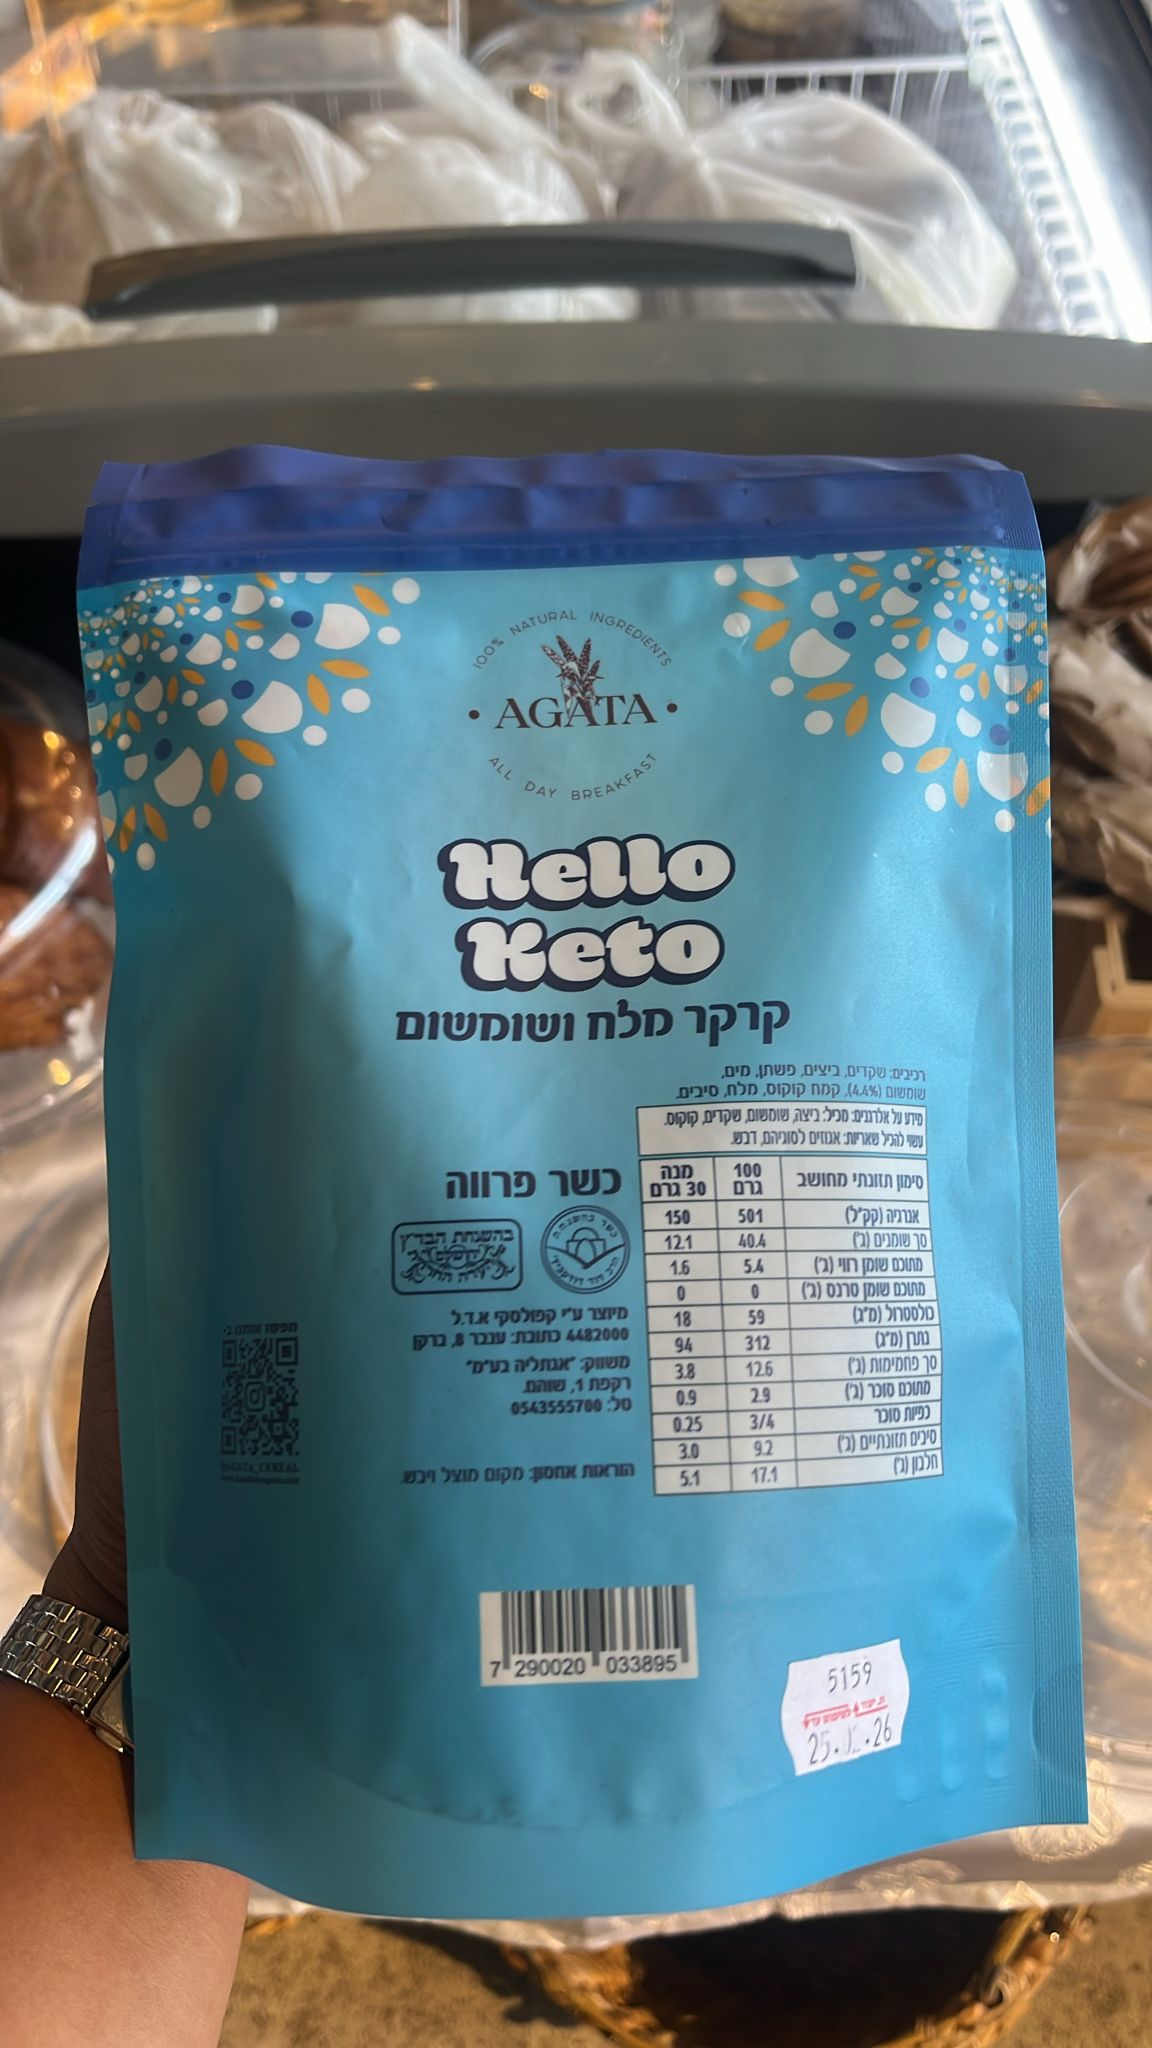 100% NATURAL INGREDIENTS
• AGATA •
ALL DAY BREAKFAST
Hello
Keto
קרקר מלח ושומשום
רכיבים: שקדים, ביצים, פשתן, מים,
שומשום (4.4%), קמח קוקוס, מלח, סיבים.
מידע על אלרגנים: מכיל: ביצה, שומשום, שקדים, קוקוס.
עשוי להכיל שאריות: אגוזים לסוגיהם, דבש.
סימון תזונתי מחושב 100 גרם מנה 30 גרם
אנרגיה (קק"ל) 501 150
סך שומנים (ג') 40.4 12.1
מתוכם שומן רווי (ג') 5.4 1.6
מתוכם שומן טרנס (ג') 0 0
כולסטרול (מ"ג) 59 18
נתרן (מ"ג) 312 94
סך פחמימות (ג') 12.6 3.8
מתוכם סוכר (ג') 2.9 0.9
כפיות סוכר 3/4 0.25
סיבים תזונתיים (ג') 9.2 3.0
חלבון (ג') 17.1 5.1
כשר פרווה
כשר בהשגחת
בהשגחת הבד"ץ
מיוצר ע"י קפולסקי א.ד.ל
4482000 כתובת: ענבר 8, ברקן
משווק: "אגתליה בע"מ"
רקפת 1, שוהם.
טל: 0543555700
הוראות אחסון: מקום מוצל ויבש.
חפשו אותנו ב-
@AGATA_CEREAL
7 290020 033895
5159
26